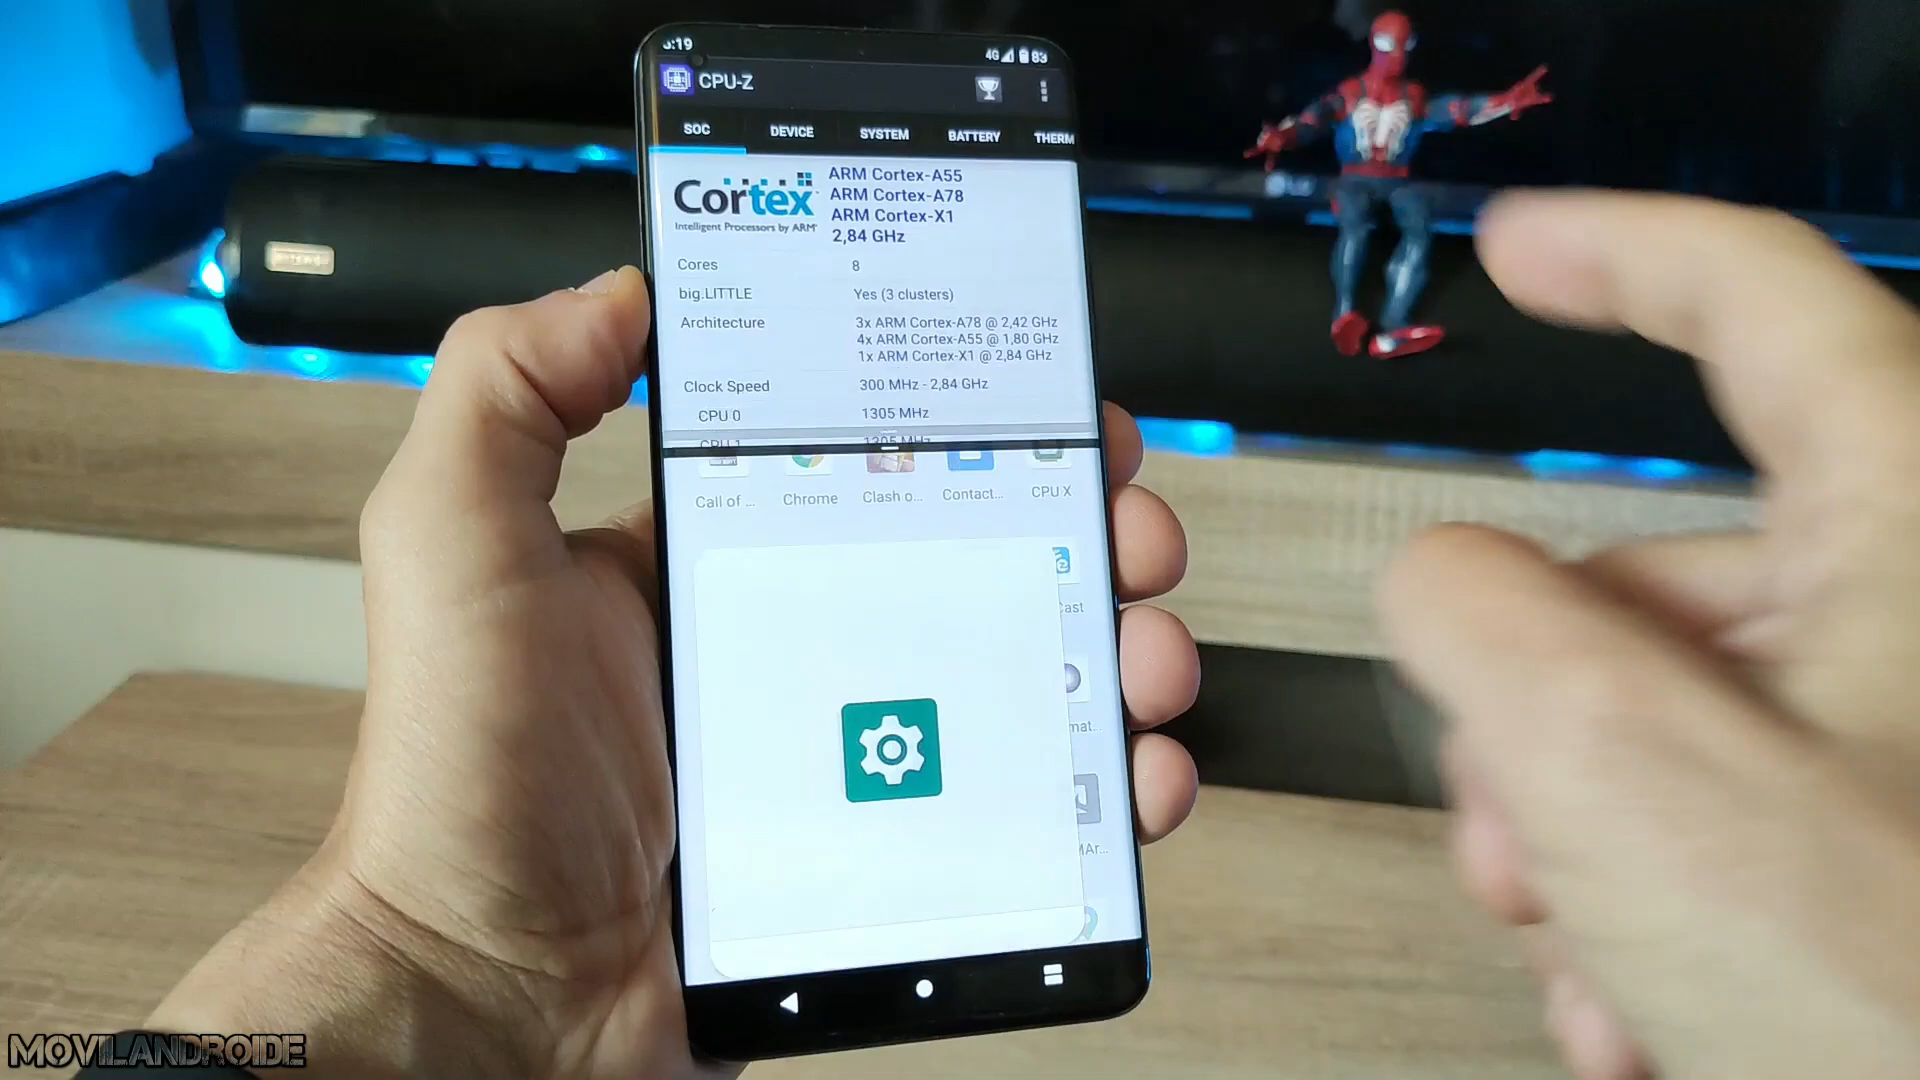 :19
4G 83
CPU-Z
SOC DEVICE SYSTEM BATTERY THERM
Cortex
Intelligent Processors by ARM
ARM Cortex-A55
ARM Cortex-A78
ARM Cortex-X1
2,84 GHz
Cores 8
big.LITTLE Yes (3 clusters)
Architecture 3x ARM Cortex-A78 @ 2,42 GHz
4x ARM Cortex-A55 @ 1,80 GHz
1x ARM Cortex-X1 @ 2,84 GHz
Clock Speed 300 MHz - 2,84 GHz
CPU 0 1305 MHz
CPU 1 1305 MHz
Call of ... Chrome Clash o... Contact... CPU X
Cast
mat...
MAr...
LG
MOVILANDROIDE